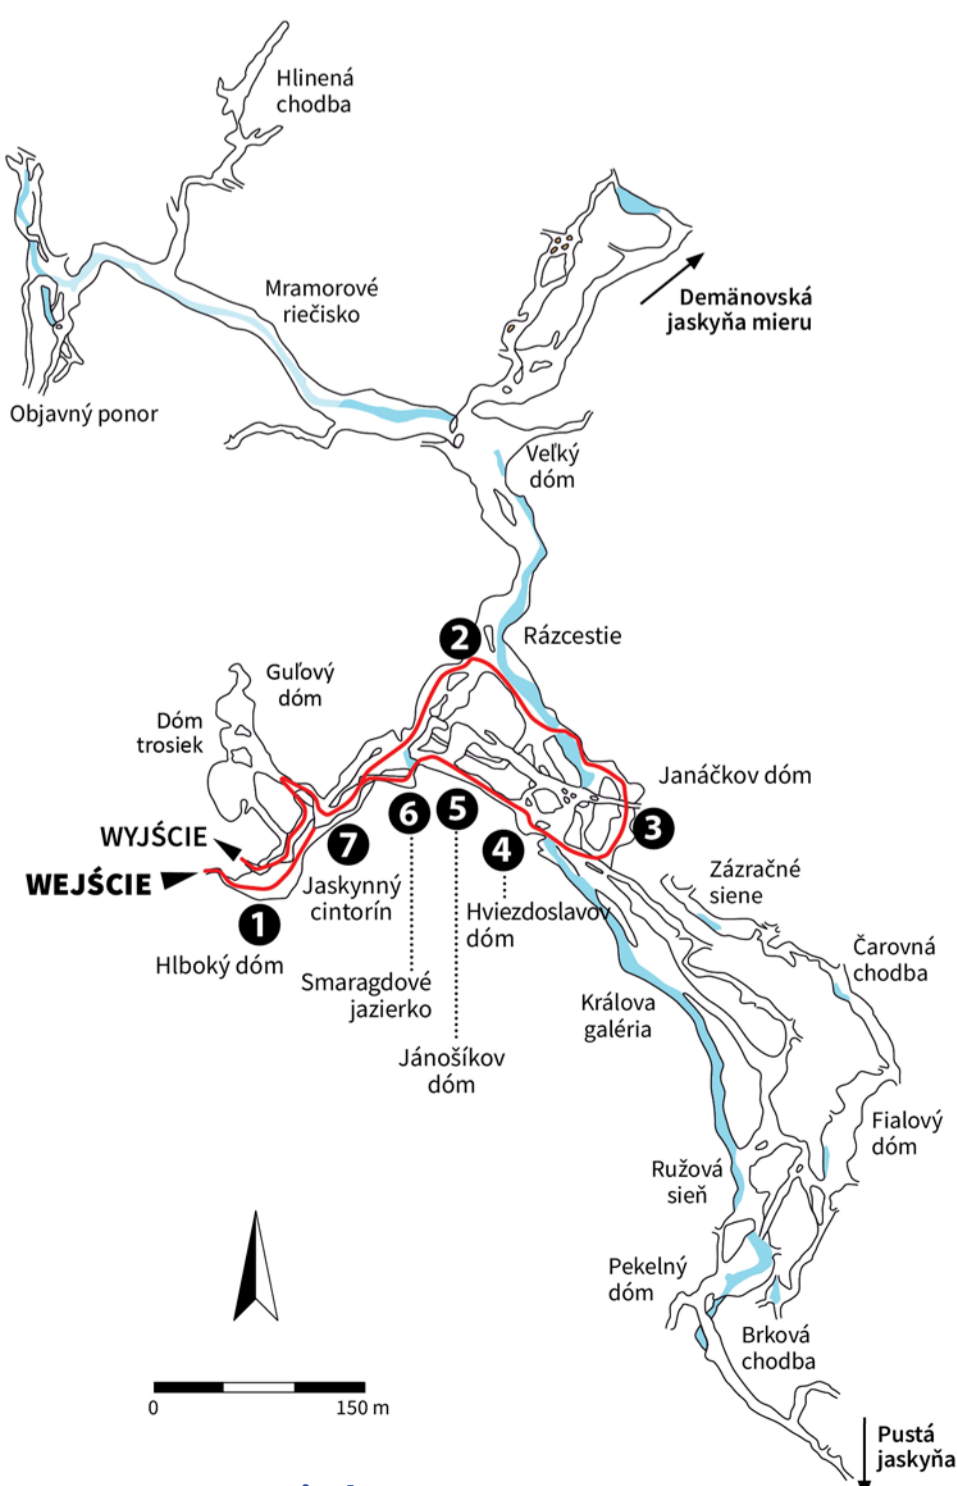 Hlinená
chodba
Mramorové
riečisko
Demänovská
jaskyňa mieru
Objavný ponor
Veľký
dóm
2
Rázcestie
Guľový
dóm
Dóm
trosiek
Janáčkov dóm
6
5
3
WYJŚCIE
7
4
WEJŚCIE
Zázračné
siene
Jaskynný
cintorín
1
Hviezdoslavov
dóm
Hlboký dóm
Čarovná
chodba
Smaragdové
jazierko
Králova
galéria
Jánošíkov
dóm
Fialový
dóm
Ružová
sieň
Pekelný
dóm
Brková
chodba
0
150 m
Pustá
jaskyňa